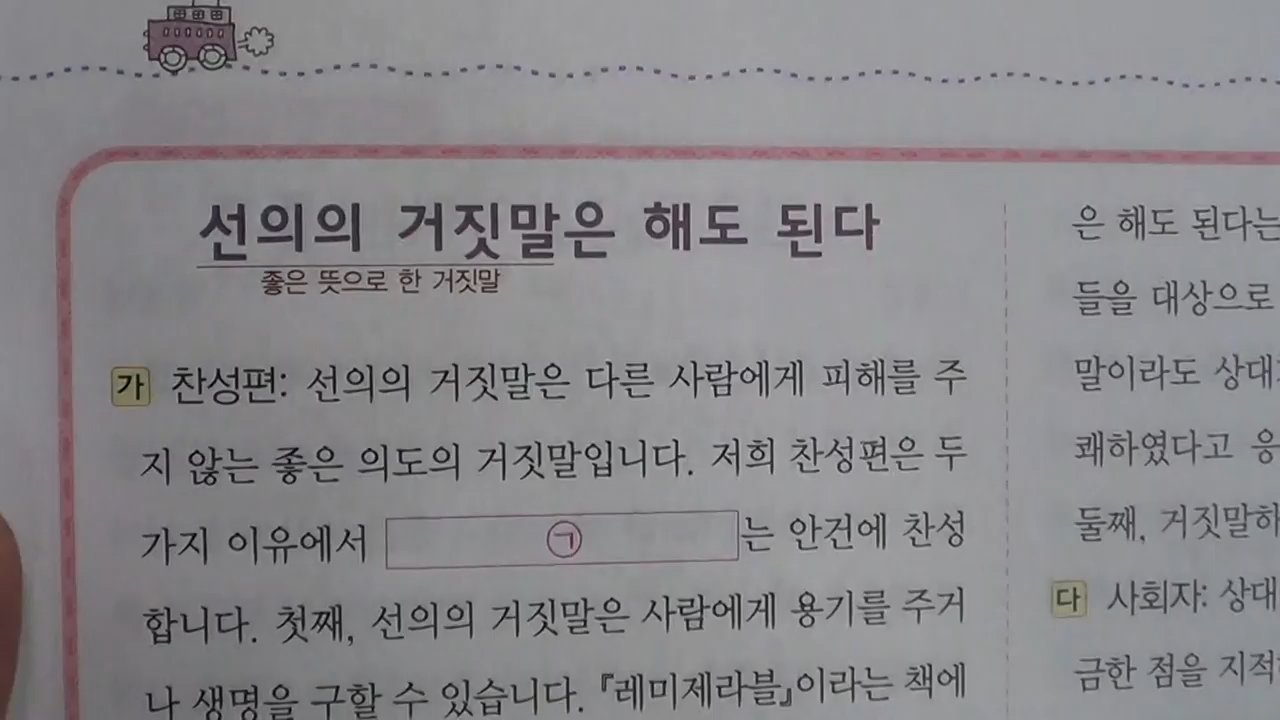 선의의 거짓말은 해도 된다
좋은 뜻으로 한 거짓말
가 찬성편: 선의의 거짓말은 다른 사람에게 피해를 주
지 않는 좋은 의도의 거짓말입니다. 저희 찬성편은 두
가지 이유에서 ㉠는 안건에 찬성
합니다. 첫째, 선의의 거짓말은 사람에게 용기를 주거
나 생명을 구할 수 있습니다. 『레미제라블』이라는 책에
은 해도 된다는
들을 대상으로
말이라도 상대
쾌하였다고 응
둘째, 거짓말하
다 사회자: 상대
금한 점을 지적